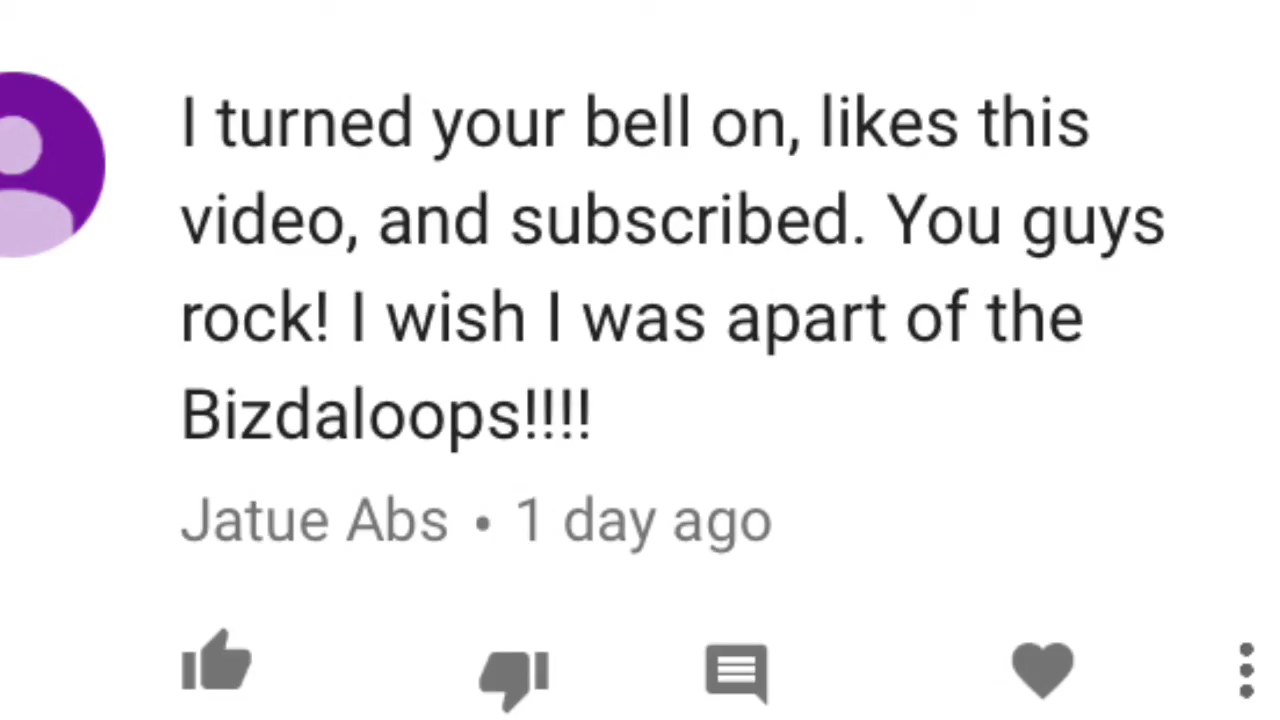 I turned your bell on, likes this
video, and subscribed. You guys
rock! I wish I was apart of the
Bizdaloops!!!!
Jatue Abs • 1 day ago